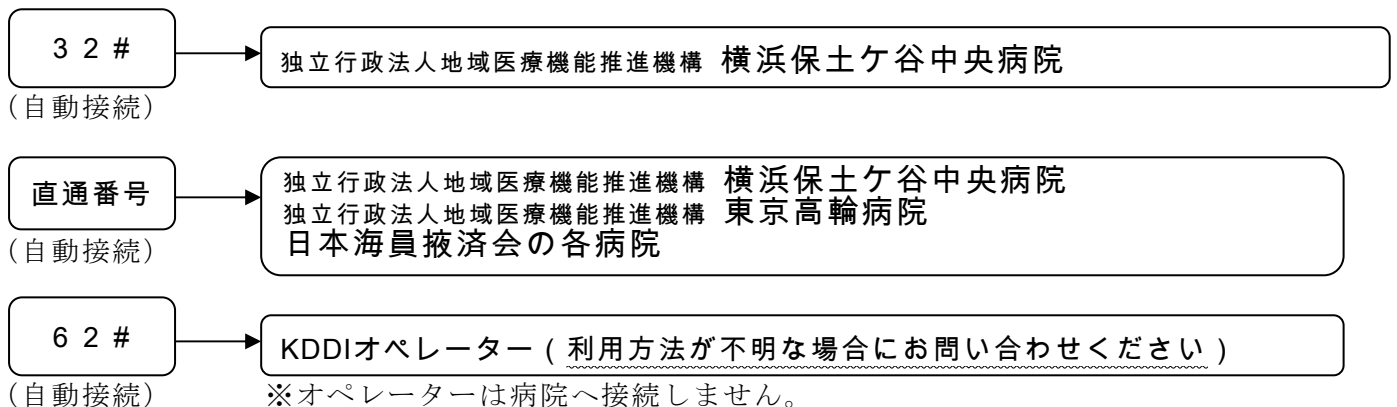 ３２＃
独立行政法人地域医療機能推進機構 横浜保土ケ谷中央病院
（自動接続）
直通番号
独立行政法人地域医療機能推進機構 横浜保土ケ谷中央病院
独立行政法人地域医療機能推進機構 東京高輪病院
日本海員掖済会の各病院
（自動接続）
６２＃
KDDIオペレーター（利用方法が不明な場合にお問い合わせください）
（自動接続）
※オペレーターは病院へ接続しません。